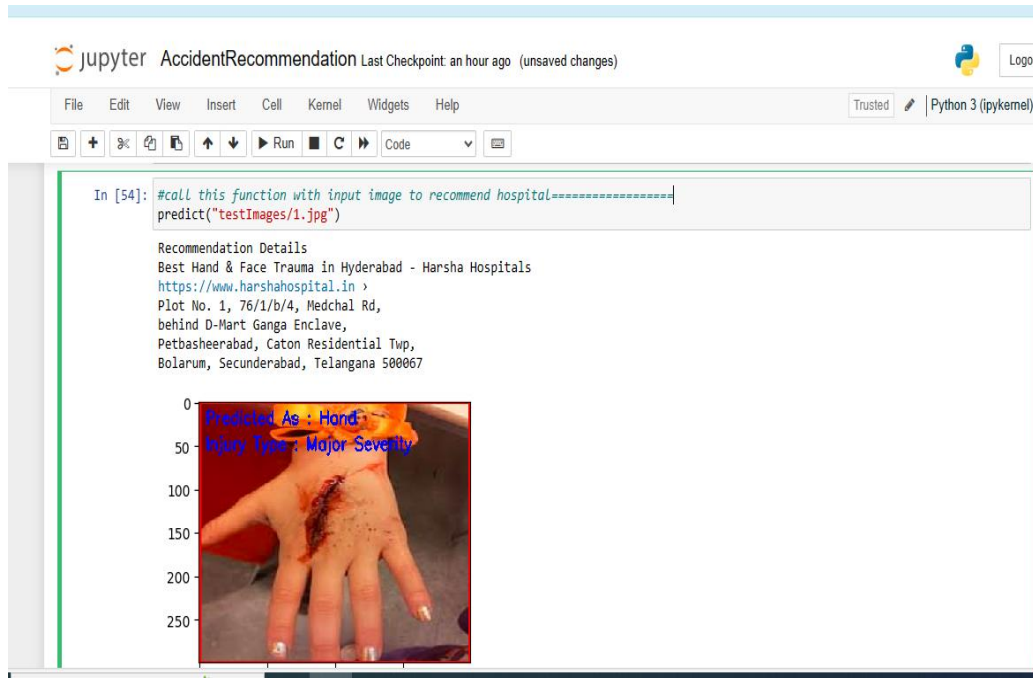 jupyter AccidentRecommendation Last Checkpoint: an hour ago (unsaved changes)
Logo
File Edit View Insert Cell Kernel Widgets Help
Trusted Python 3 (ipykernel)
Run Code
In [54]: #call this function with input image to recommend hospital==================
predict("testImages/1.jpg")
Recommendation Details
Best Hand & Face Trauma in Hyderabad - Harsha Hospitals
https://www.harshahospital.in ›
Plot No. 1, 76/1/b/4, Medchal Rd,
behind D-Mart Ganga Enclave,
Petbasheerabad, Caton Residential Twp,
Bolarum, Secunderabad, Telangana 500067
0
Predicted As : Hand
50
Injury Type : Major Severity
100
150
200
250